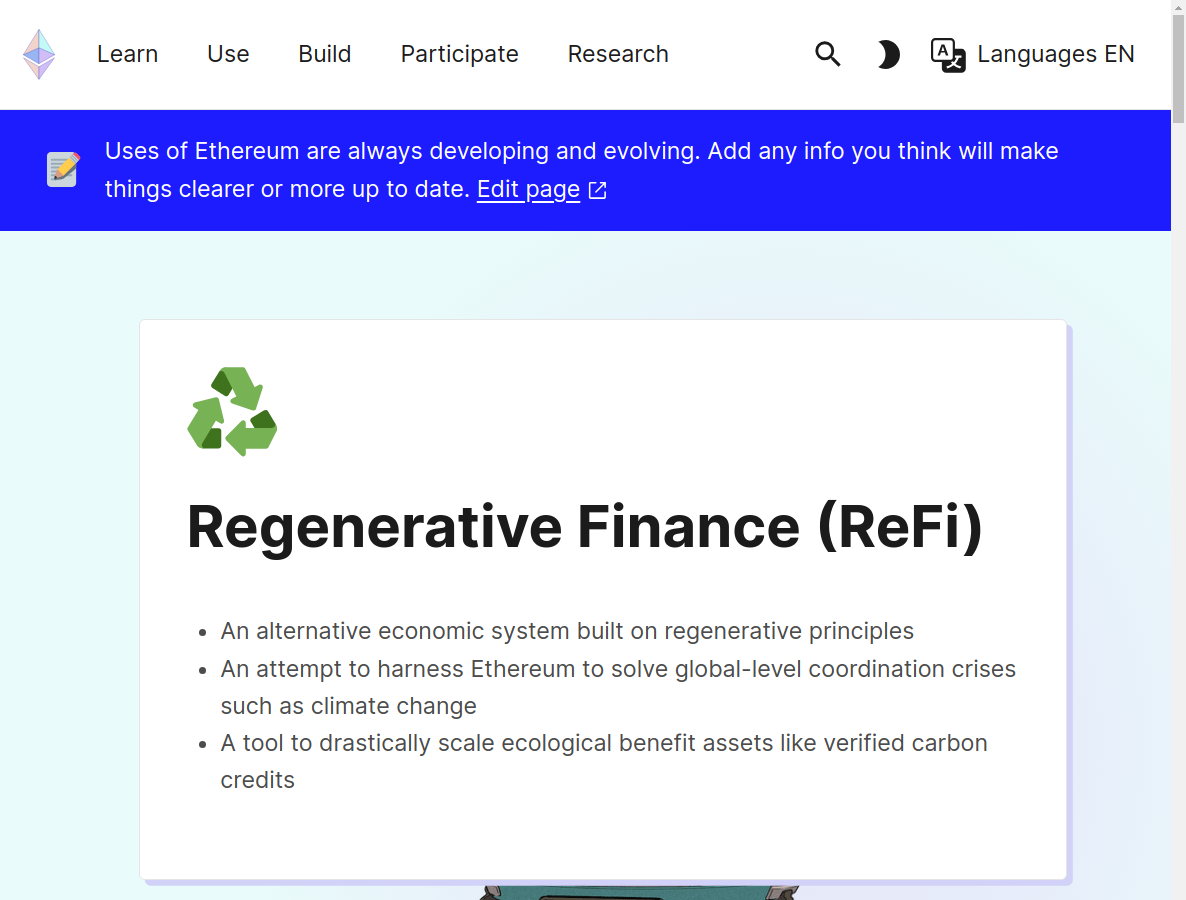 Learn Use Build Participate Research Languages EN
Uses of Ethereum are always developing and evolving. Add any info you think will make
things clearer or more up to date. Edit page
Regenerative Finance (ReFi)
An alternative economic system built on regenerative principles
An attempt to harness Ethereum to solve global-level coordination crises
such as climate change
A tool to drastically scale ecological benefit assets like verified carbon
credits